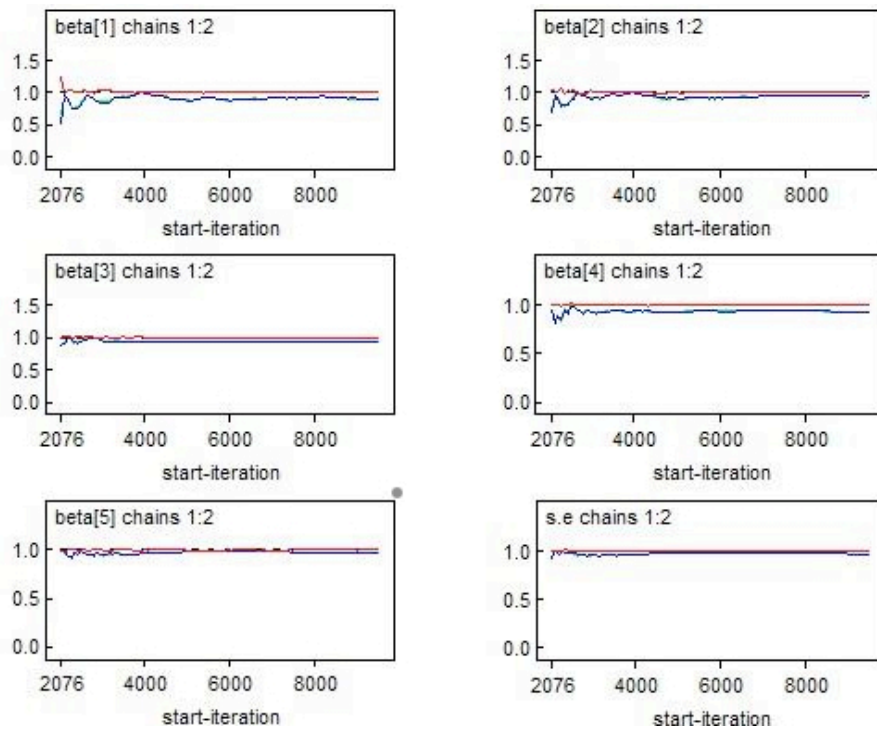 beta[1] chains 1:2
1.5
1.0
0.5
0.0
2076 4000 6000 8000
start-iteration
beta[2] chains 1:2
1.5
1.0
0.5
0.0
2076 4000 6000 8000
start-iteration
beta[3] chains 1:2
1.5
1.0
0.5
0.0
2076 4000 6000 8000
start-iteration
beta[4] chains 1:2
1.0
0.5
0.0
2076 4000 6000 8000
start-iteration
beta[5] chains 1:2
1.0
0.5
0.0
2076 4000 6000 8000
start-iteration
s.e chains 1:2
1.0
0.5
0.0
2076 4000 6000 8000
start-iteration